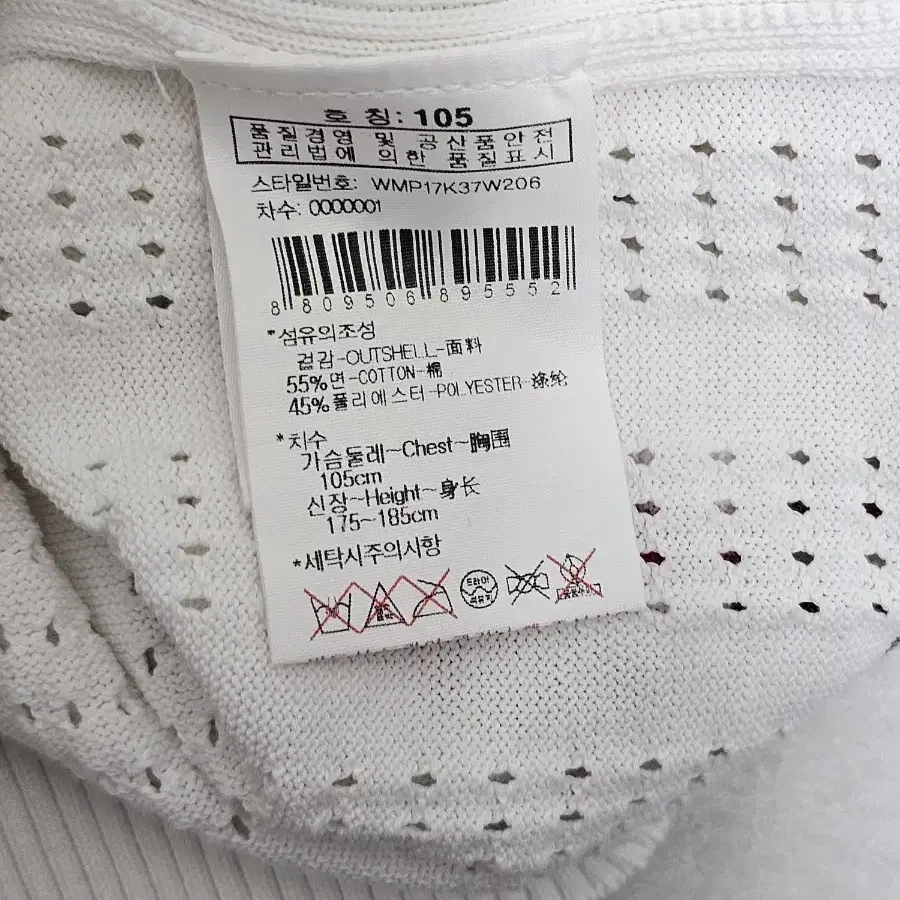 호 칭: 105
품질경영 및 공산품안전
관리법에 의한 품질표시
스타일번호: WMP17K37W206
차수: 0000001
8 809506 895552
*섬유의조성
겉감-OUTSHELL-面料
55%면-COTTON-棉
45%폴리에스터-POLYESTER-涤纶
*치수
가슴둘레~Chest~胸围
105cm
신장~Height~身长
175~185cm
*세탁시주의사항
드라이